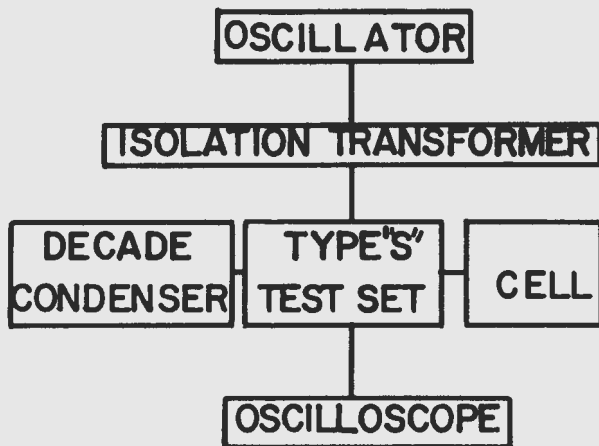 OSCILLATOR
ISOLATION TRANSFORMER
DECADE
CONDENSER
TYPE"S"
TEST SET
CELL
OSCILLOSCOPE